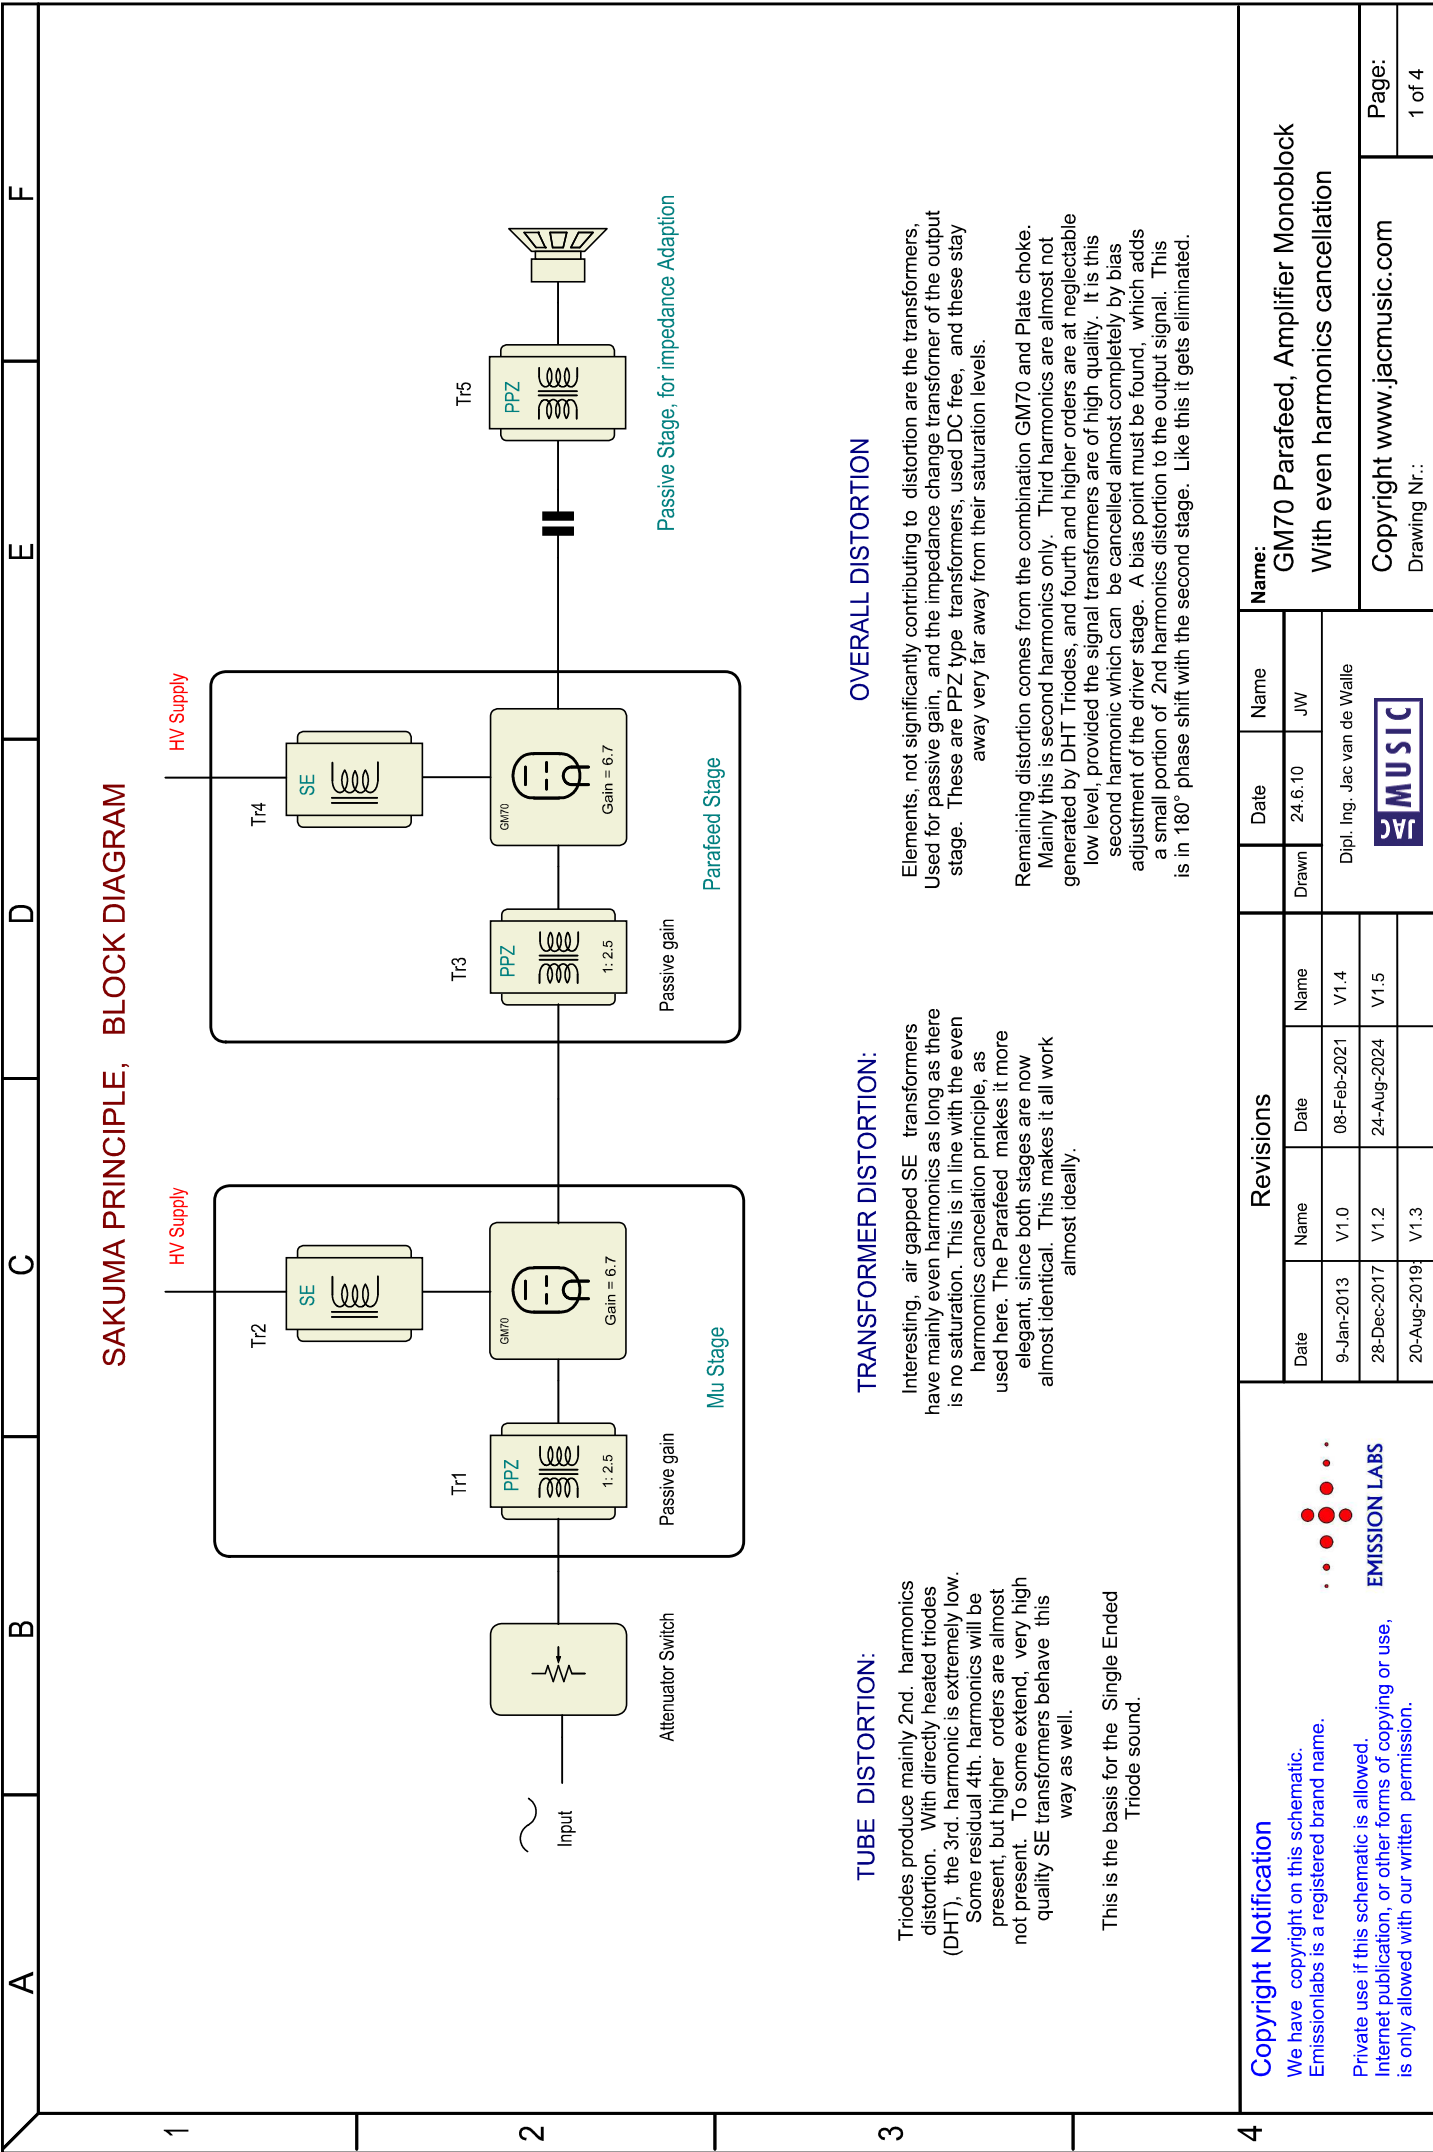 A
B
C
D
E
F
1
2
3
4
SAKUMA PRINCIPLE, BLOCK DIAGRAM
HV Supply
HV Supply
Tr2
SE
Tr4
SE
Input
Attenuator Switch
Tr1
PPZ
1: 2.5
Passive gain
GM70
Gain = 6.7
Mu Stage
Tr3
PPZ
1: 2.5
Passive gain
GM70
Gain = 6.7
Parafeed Stage
Tr5
PPZ
Passive Stage, for impedance Adaption
TUBE DISTORTION:
Triodes produce mainly 2nd. harmonics
distortion. With directly heated triodes
(DHT), the 3rd. harmonic is extremely low.
Some residual 4th. harmonics will be
present, but higher orders are almost
not present. To some extend, very high
quality SE transformers behave this
way as well.
This is the basis for the Single Ended
Triode sound.
TRANSFORMER DISTORTION:
Interesting, air gapped SE transformers
have mainly even harmonics as long as there
is no saturation. This is in line with the even
harmonics cancelation principle, as
used here. The Parafeed makes it more
elegant, since both stages are now
almost identical. This makes it all work
almost ideally.
OVERALL DISTORTION
Elements, not significantly contributing to distortion are the transformers,
Used for passive gain, and the impedance change transforner of the output
stage. These are PPZ type transformers, used DC free, and these stay
away very far away from their saturation levels.
Remaining distortion comes from the combination GM70 and Plate choke.
Mainly this is second harmonics only. Third harmonics are almost not
generated by DHT Triodes, and fourth and higher orders are at neglectable
low level, provided the signal transformers are of high quality. It is this
second harmonic which can be cancelled almost completely by bias
adjustment of the driver stage. A bias point must be found, which adds
a small portion of 2nd harmonics distortion to the output signal. This
is in 180° phase shift with the second stage. Like this it gets eliminated.
Copyright Notification
We have copyright on this schematic.
Emissionlabs is a registered brand name.
Private use if this schematic is allowed.
Internet publication, or other forms of copying or use,
is only allowed with our written permission.
EMISSION LABS
Revisions
Date Name Date Name
9-Jan-2013 V1.0 08-Feb-2021 V1.4
28-Dec-2017 V1.2 24-Aug-2024 V1.5
20-Aug-2019: V1.3
Date Name
Drawn 24.6.10 JW
Dipl. Ing. Jac van de Walle
JAC MUSIC
Name:
GM70 Parafeed, Amplifier Monoblock
With even harmonics cancellation
Copyright www.jacmusic.com
Drawing Nr.:
Page:
1 of 4